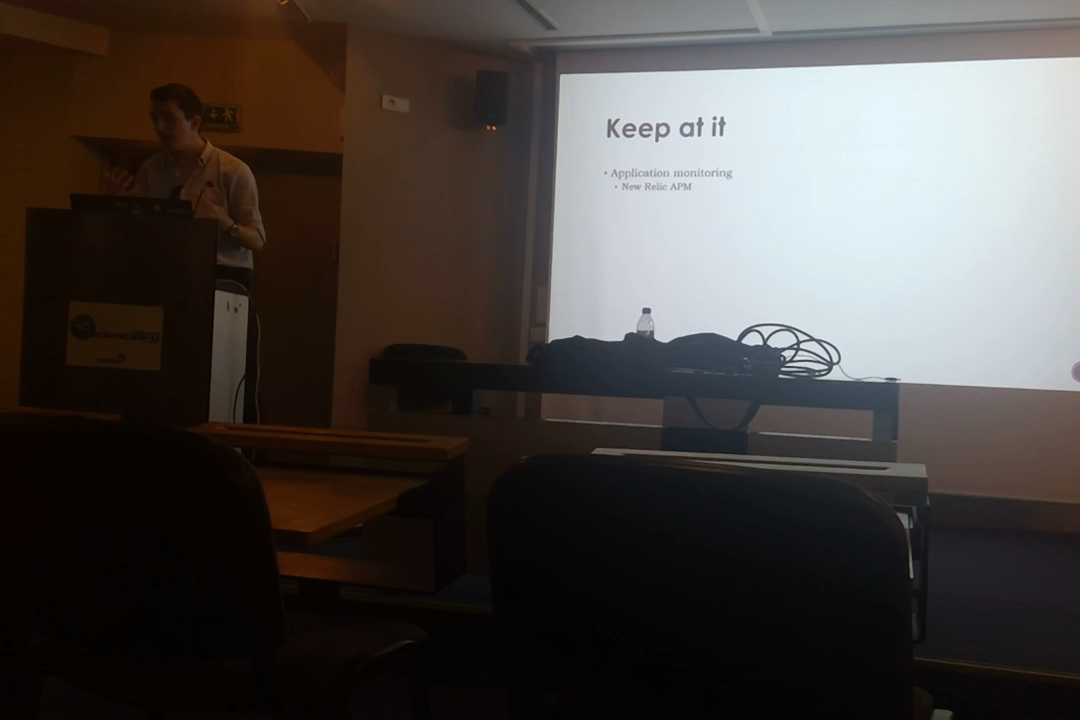 Keep at it
• Application monitoring
• New Relic APM